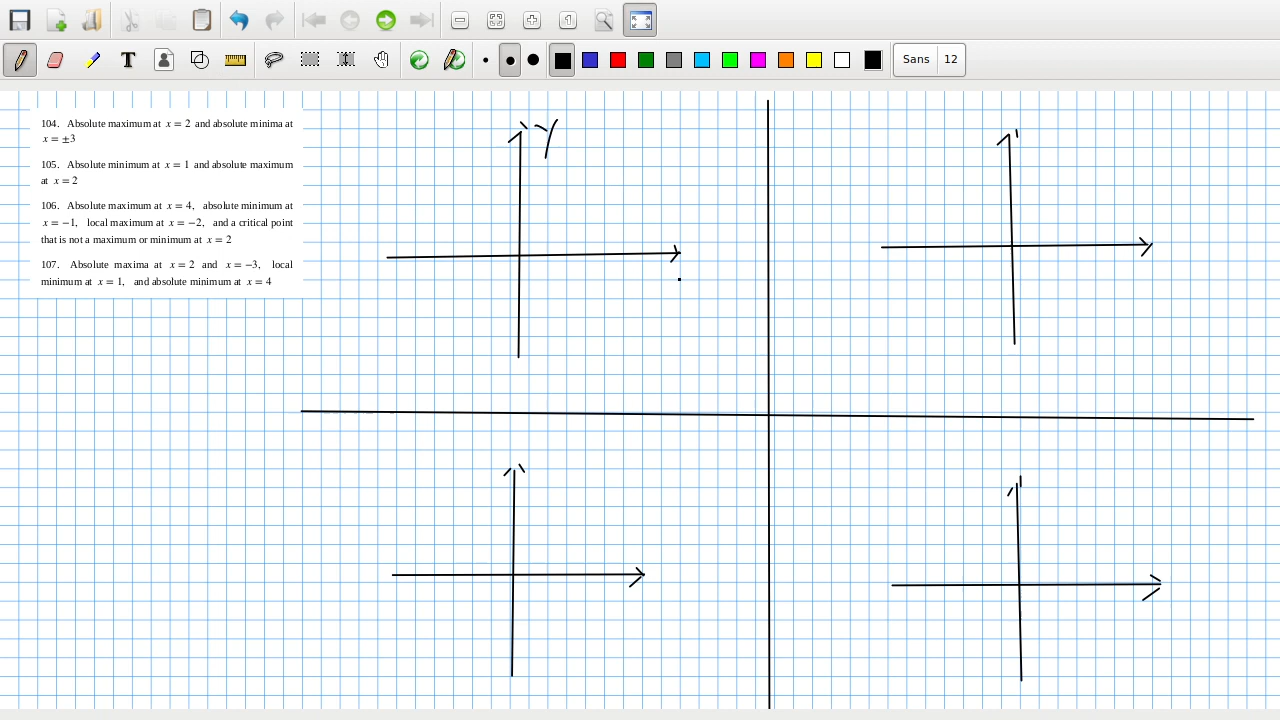 Sans 12
104. Absolute maximum at x = 2 and absolute minima at
x = ±3
105. Absolute minimum at x = 1 and absolute maximum
at x = 2
106. Absolute maximum at x = 4, absolute minimum at
x = −1, local maximum at x = −2, and a critical point
that is not a maximum or minimum at x = 2
107. Absolute maxima at x = 2 and x = −3, local
minimum at x = 1, and absolute minimum at x = 4
y